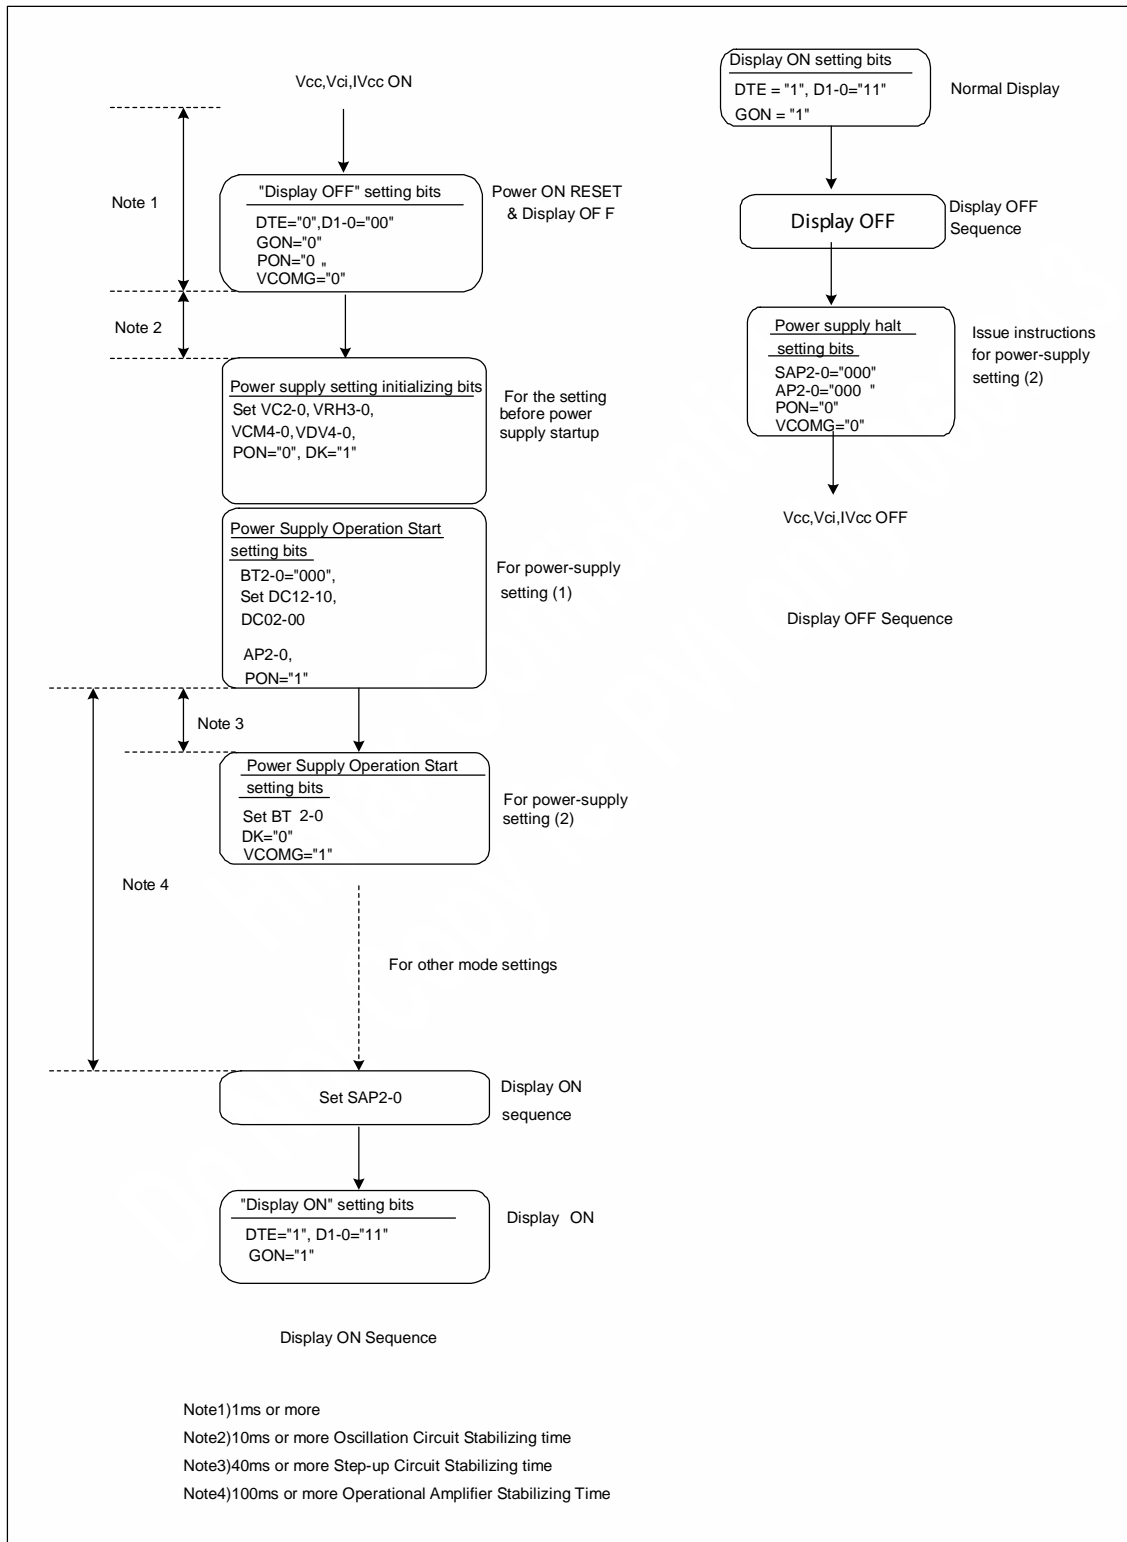 Vcc,Vci,IVcc ON
Note 1
"Display OFF" setting bits
DTE="0",D1-0="00"
GON="0"
PON="0 "
VCOMG="0"
Power ON RESET
& Display OF F
Note 2
Power supply setting initializing bits
Set VC2-0, VRH3-0,
VCM4-0, VDV4-0,
PON="0", DK="1"
For the setting
before power
supply startup
Power Supply Operation Start
setting bits
BT2-0="000",
Set DC12-10,
DC02-00
AP2-0,
PON="1"
For power-supply
setting (1)
Note 3
Power Supply Operation Start
setting bits
Set BT 2-0
DK="0"
VCOMG="1"
For power-supply
setting (2)
Note 4
For other mode settings
Set SAP2-0
Display ON
sequence
"Display ON" setting bits
DTE="1", D1-0="11"
GON="1"
Display ON
Display ON Sequence
Display ON setting bits
DTE = "1", D1-0="11"
GON = "1"
Normal Display
Display OFF
Display OFF
Sequence
Power supply halt
setting bits
SAP2-0="000"
AP2-0="000 "
PON="0"
VCOMG="0"
Issue instructions
for power-supply
setting (2)
Vcc,Vci,IVcc OFF
Display OFF Sequence
Note1)1ms or more
Note2)10ms or more Oscillation Circuit Stabilizing time
Note3)40ms or more Step-up Circuit Stabilizing time
Note4)100ms or more Operational Amplifier Stabilizing Time